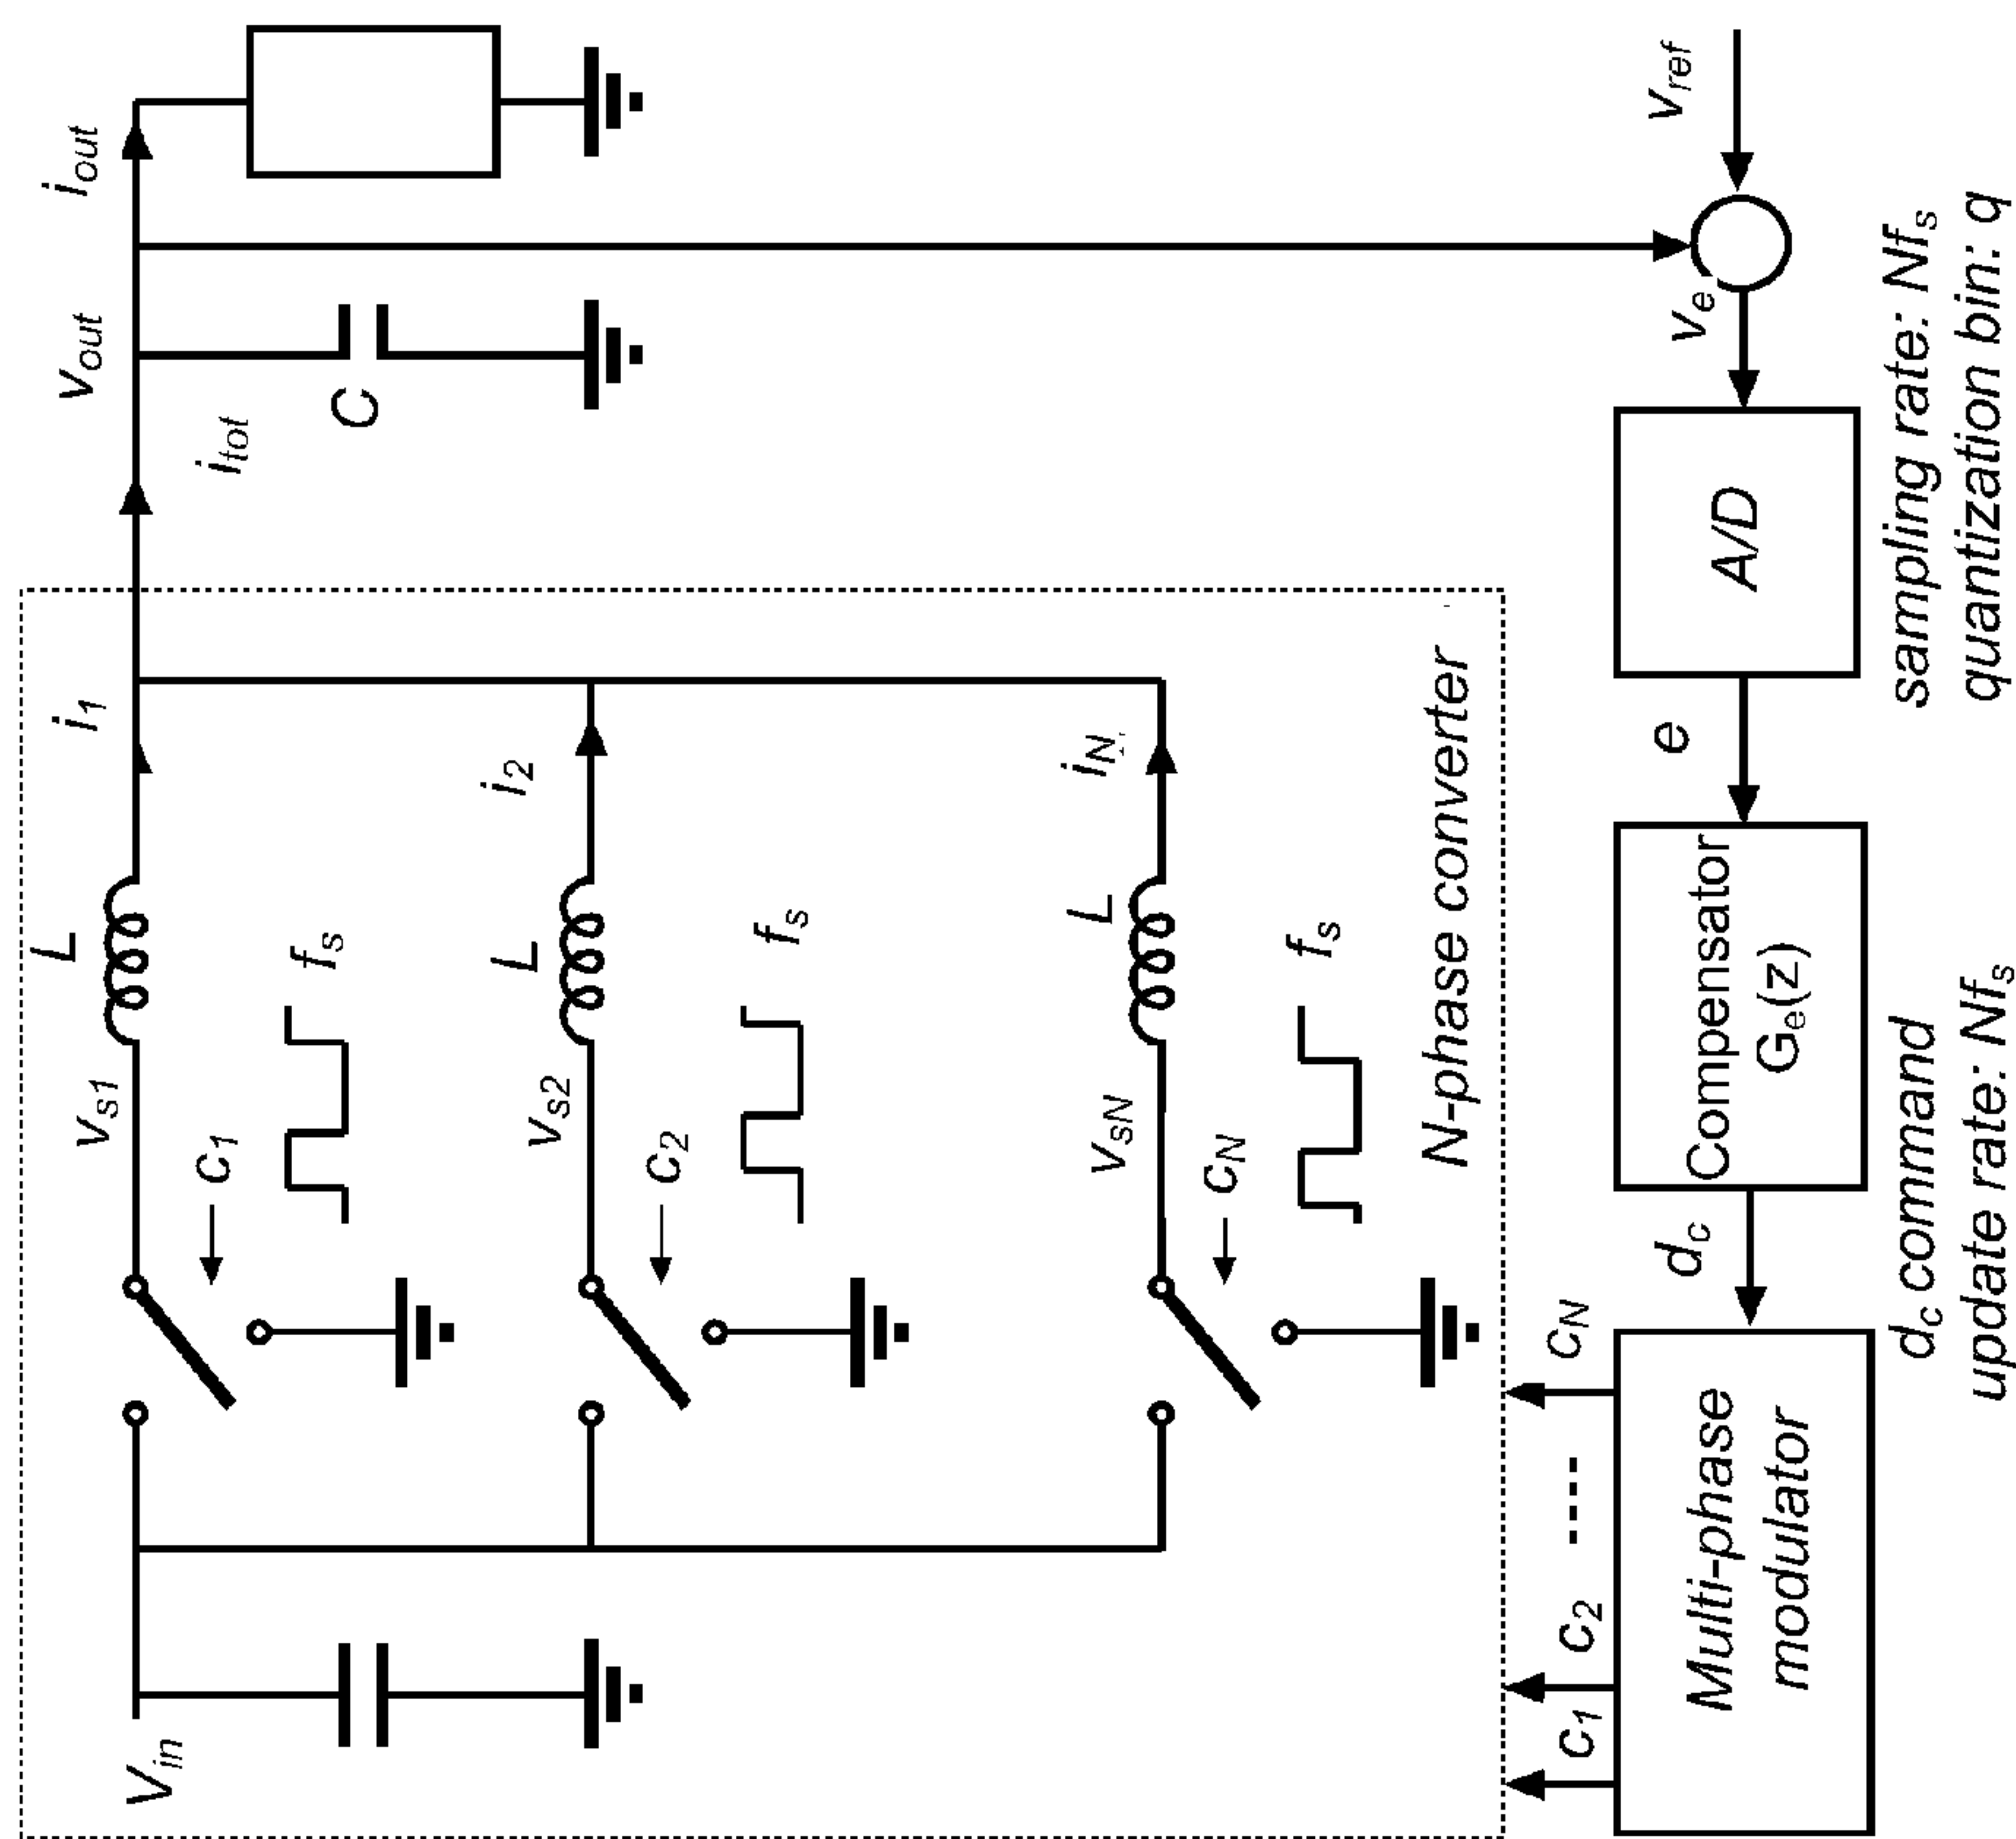 V_in
v_s1
L
i_1
i_tot
v_out
i_out
c_1
f_s
C
v_s2
L
i_2
c_2
f_s
v_sN
L
i_N
c_N
f_s
N-phase converter
c_1
c_2
----
c_N
Multi-phase
modulator
d_c
Compensator
G_e(z)
e
A/D
v_e
v_ref
d_c command
update rate: Nf_s
sampling rate: Nf_s
quantization bin: q